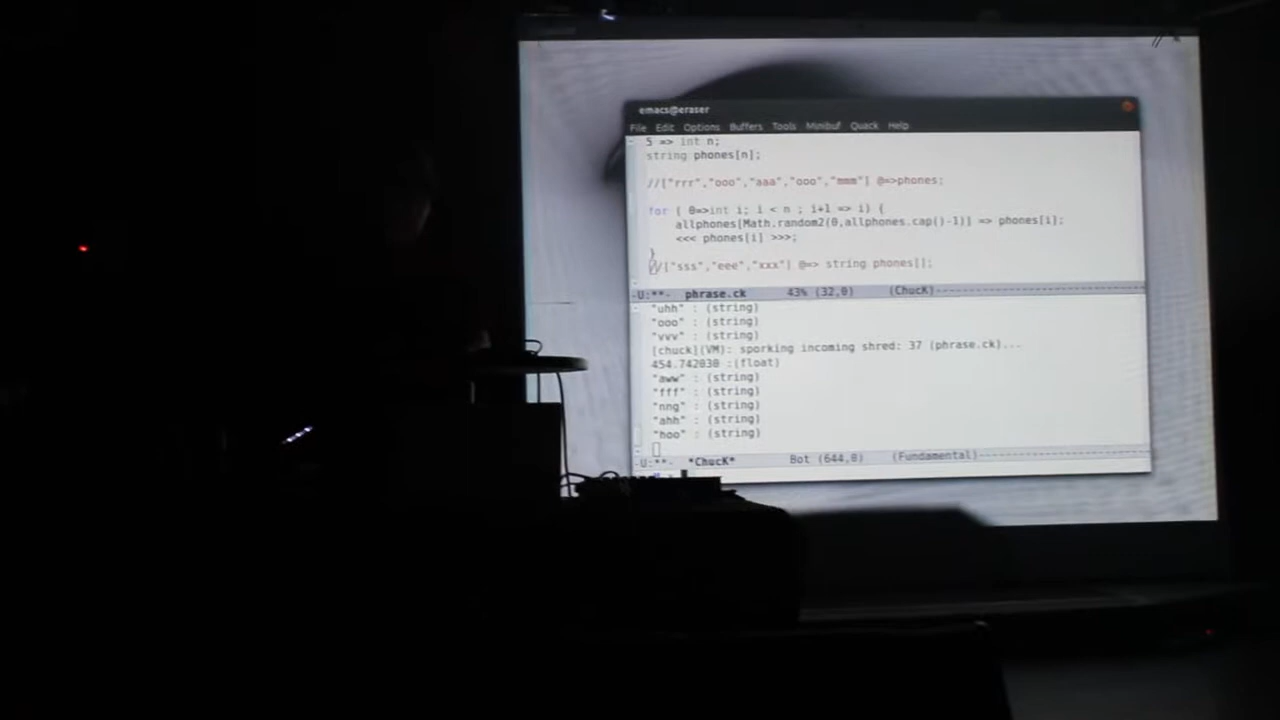 emacs@eraser
File Edit Options Buffers Tools Minibuf Quack Help
5 => int n;
string phones[n];
//["rrr","ooo","aaa","ooo","mmm"] @=>phones;
for ( 0=>int i; i < n ; i+1 => i) {
allphones[Math.random2(0,allphones.cap()-1)] => phones[i];
<<< phones[i] >>>;
}
//["sss","eee","xxx"] @=> string phones[];
-U:**- phrase.ck 43% (32,0) (ChucK)----------------------------
"uhh" : (string)
"ooo" : (string)
"vvv" : (string)
[chuck](VM): sporking incoming shred: 37 (phrase.ck)...
454.742030 :(float)
"aww" : (string)
"fff" : (string)
"nng" : (string)
"ahh" : (string)
"hoo" : (string)
-U:**- *ChucK* Bot (644,0) (Fundamental)----------------------